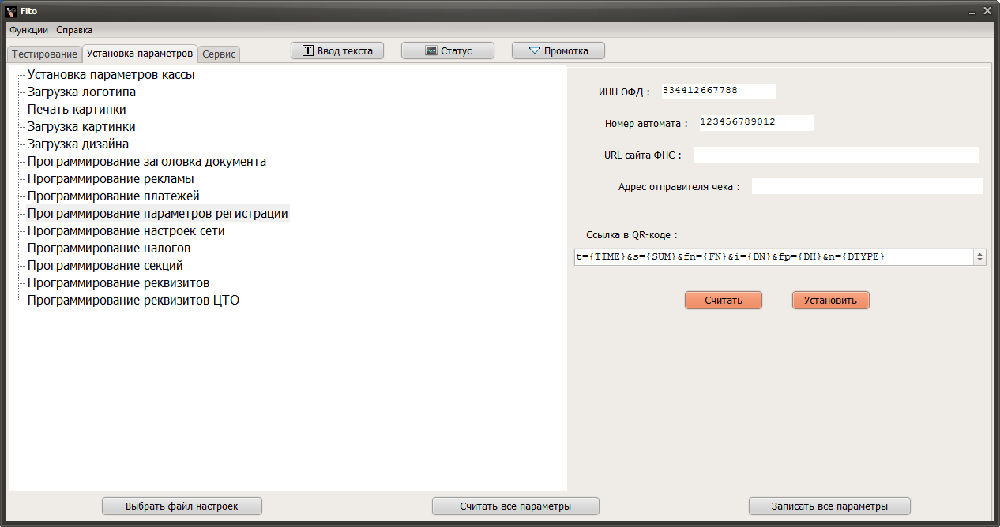 Fito
Функции Справка
Тестирование Установка параметров Сервис T Ввод текста Статус Промотка
Установка параметров кассы
Загрузка логотипа
Печать картинки
Загрузка картинки
Загрузка дизайна
Программирование заголовка документа
Программирование рекламы
Программирование платежей
Программирование параметров регистрации
Программирование настроек сети
Программирование налогов
Программирование секций
Программирование реквизитов
Программирование реквизитов ЦТО
ИНН ОФД : 334412667788
Номер автомата : 123456789012
URL сайта ФНС :
Адрес отправителя чека :
Ссылка в QR-коде :
t={TIME}&s={SUM}&fn={FN}&i={DN}&fp={DH}&n={DTYPE}
Считать Установить
Выбрать файл настроек Считать все параметры Записать все параметры